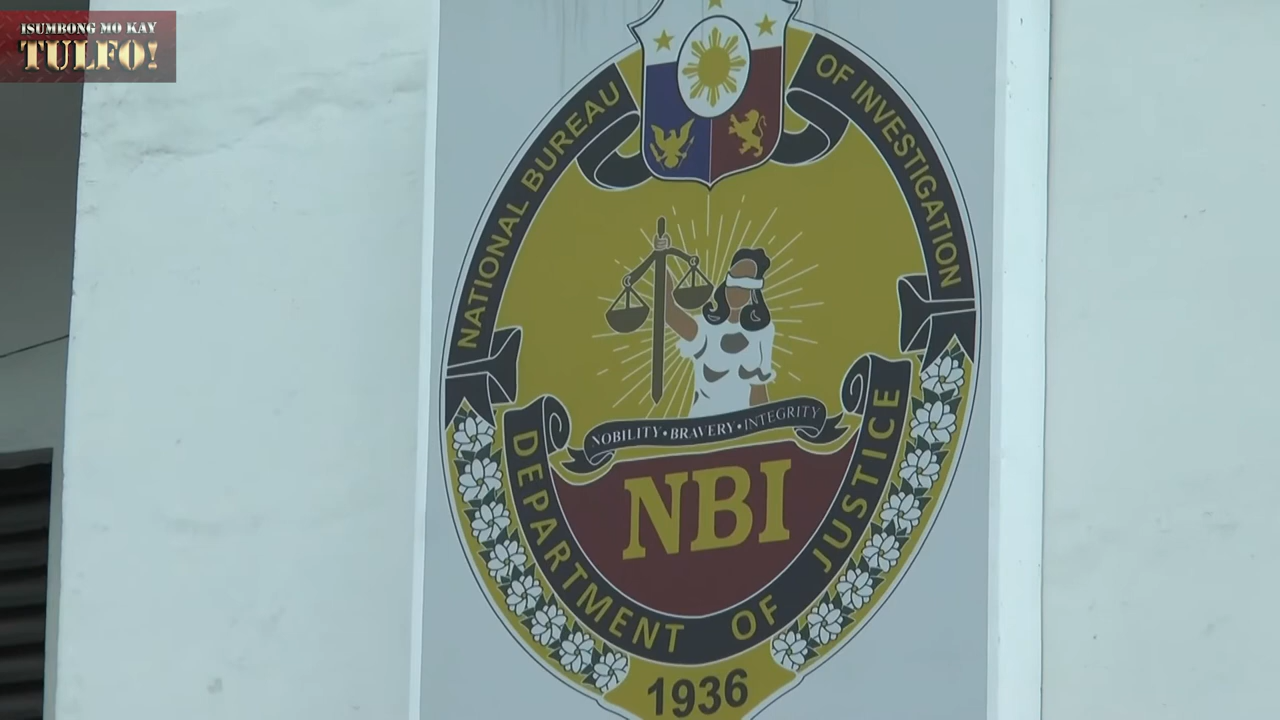 ISUMBONG MO KAY
TULFO!
NATIONAL BUREAU
OF INVESTIGATION
NOBILITY • BRAVERY • INTEGRITY
NBI
DEPARTMENT OF JUSTICE
1936